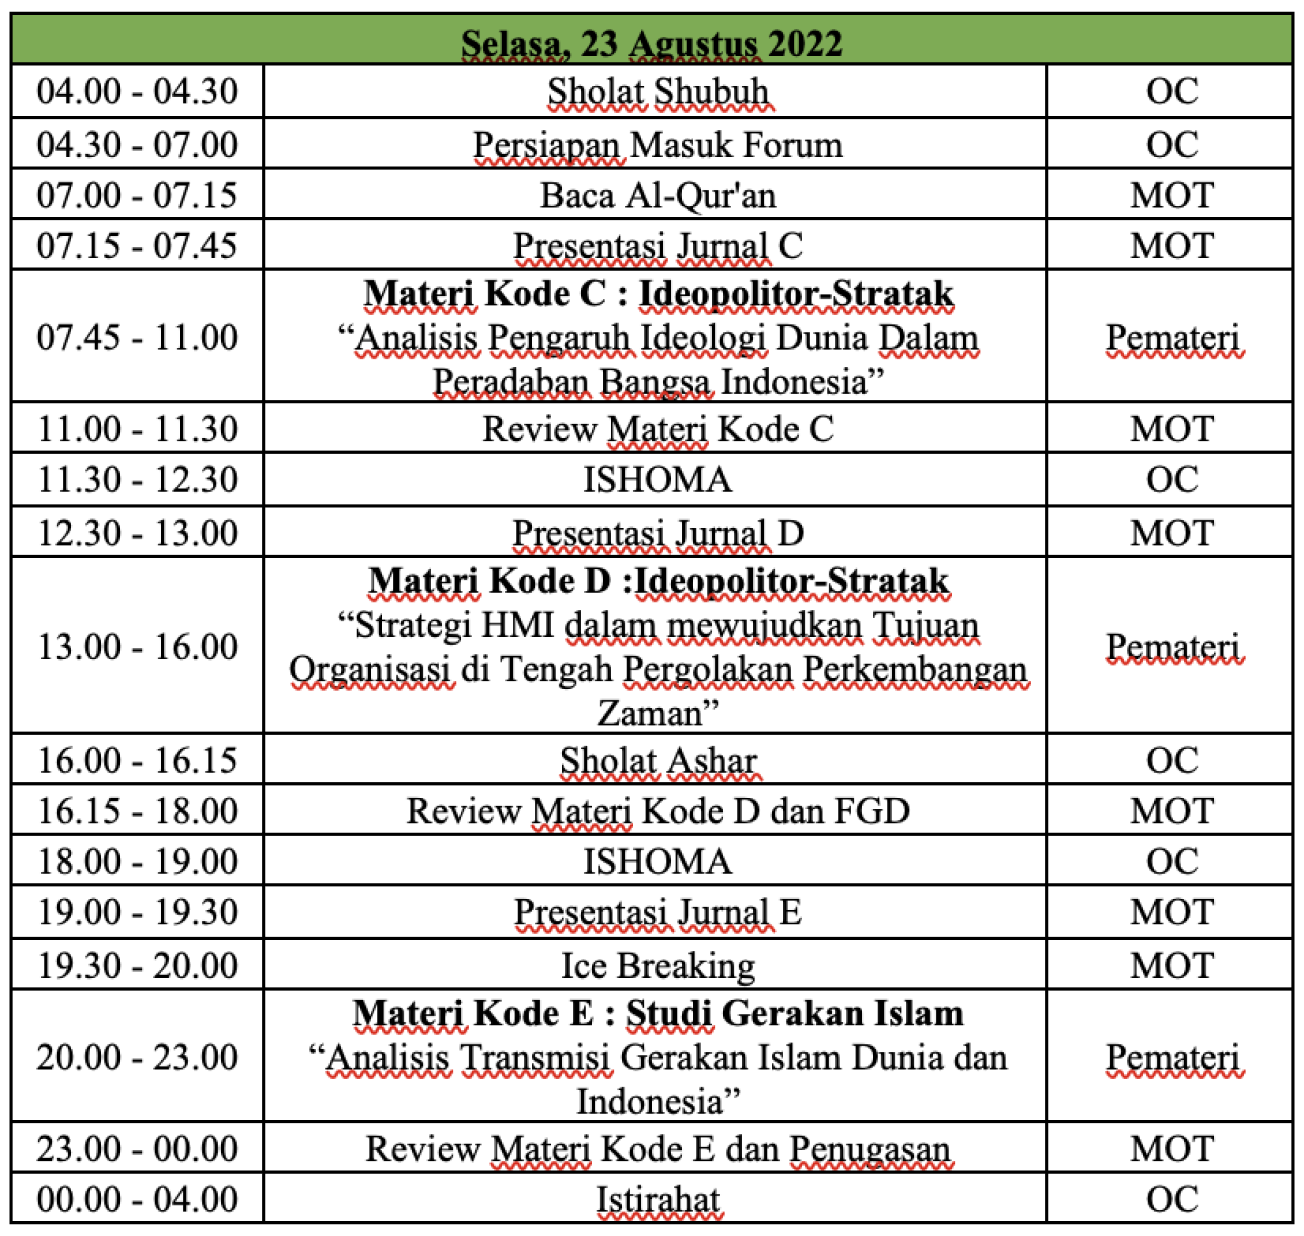 Selasa, 23 Agustus 2022
04.00 - 04.30 Sholat Shubuh OC
04.30 - 07.00 Persiapan Masuk Forum OC
07.00 - 07.15 Baca Al-Qur'an MOT
07.15 - 07.45 Presentasi Jurnal C MOT
Materi Kode C : Ideopolitor-Stratak
07.45 - 11.00 “Analisis Pengaruh Ideologi Dunia Dalam Pemateri
Peradaban Bangsa Indonesia”
11.00 - 11.30 Review Materi Kode C MOT
11.30 - 12.30 ISHOMA OC
12.30 - 13.00 Presentasi Jurnal D MOT
Materi Kode D :Ideopolitor-Stratak
“Strategi HMI dalam mewujudkan Tujuan
13.00 - 16.00 Organisasi di Tengah Pergolakan Perkembangan Pemateri
Zaman”
16.00 - 16.15 Sholat Ashar OC
16.15 - 18.00 Review Materi Kode D dan FGD MOT
18.00 - 19.00 ISHOMA OC
19.00 - 19.30 Presentasi Jurnal E MOT
19.30 - 20.00 Ice Breaking MOT
Materi Kode E : Studi Gerakan Islam
20.00 - 23.00 “Analisis Transmisi Gerakan Islam Dunia dan Pemateri
Indonesia”
23.00 - 00.00 Review Materi Kode E dan Penugasan MOT
00.00 - 04.00 Istirahat OC